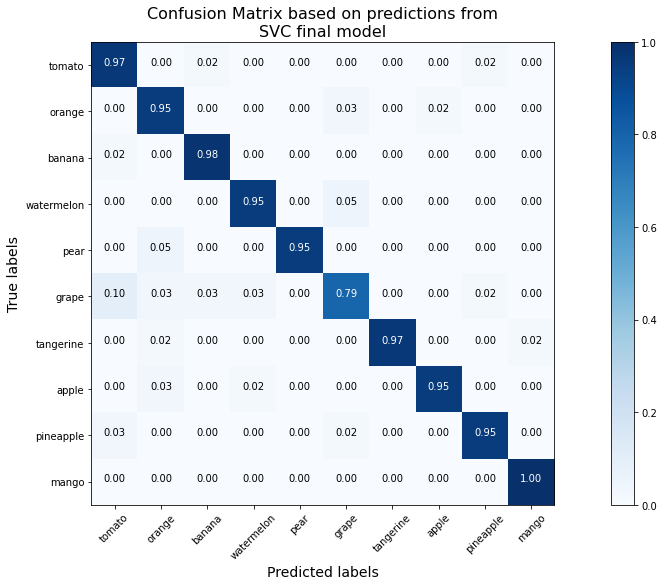 Confusion Matrix based on predictions from
SVC final model
1.0
tomato 0.97 0.00 0.02 0.00 0.00 0.00 0.00 0.00 0.02 0.00
orange 0.00 0.95 0.00 0.00 0.00 0.03 0.00 0.02 0.00 0.00
0.8
banana 0.02 0.00 0.98 0.00 0.00 0.00 0.00 0.00 0.00 0.00
watermelon 0.00 0.00 0.00 0.95 0.00 0.05 0.00 0.00 0.00 0.00
0.6
pear 0.00 0.05 0.00 0.00 0.95 0.00 0.00 0.00 0.00 0.00
True labels
grape 0.10 0.03 0.03 0.03 0.00 0.79 0.00 0.00 0.02 0.00
0.4
tangerine 0.00 0.02 0.00 0.00 0.00 0.00 0.97 0.00 0.00 0.02
apple 0.00 0.03 0.00 0.02 0.00 0.00 0.00 0.95 0.00 0.00
0.2
pineapple 0.03 0.00 0.00 0.00 0.00 0.02 0.00 0.00 0.95 0.00
mango 0.00 0.00 0.00 0.00 0.00 0.00 0.00 0.00 0.00 1.00
0.0
tomato orange banana watermelon pear grape tangerine apple pineapple mango
Predicted labels